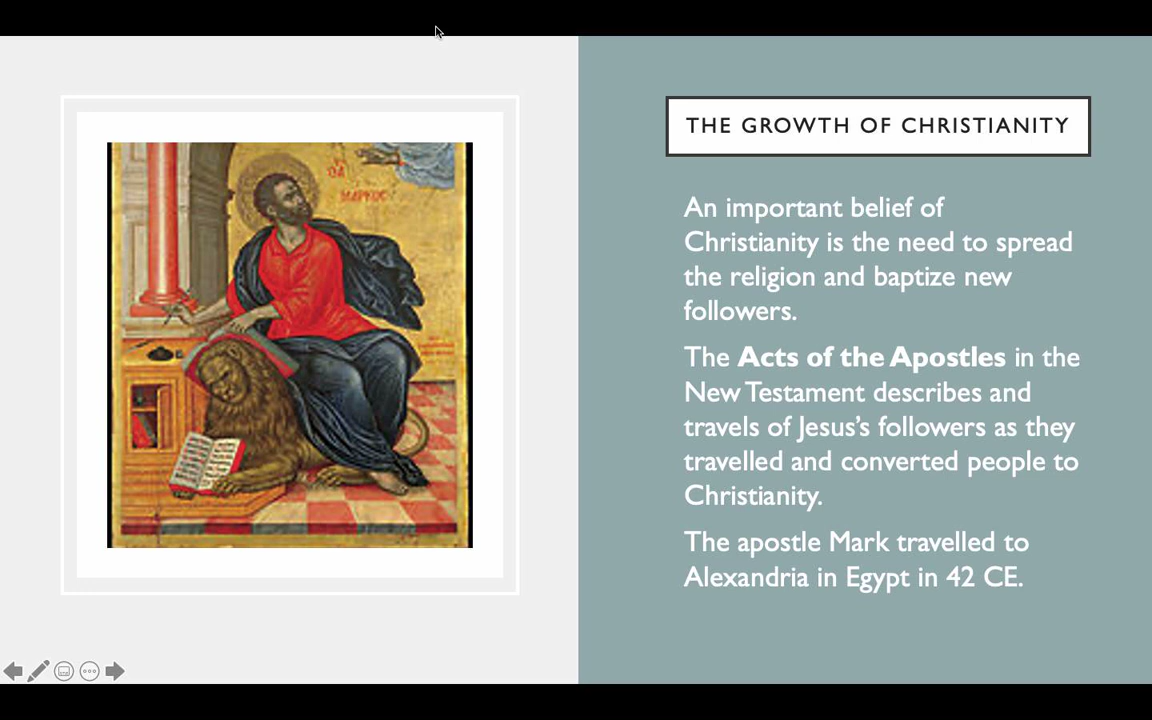 THE GROWTH OF CHRISTIANITY
An important belief of
Christianity is the need to spread
the religion and baptize new
followers.
The Acts of the Apostles in the
New Testament describes and
travels of Jesus’s followers as they
travelled and converted people to
Christianity.
The apostle Mark travelled to
Alexandria in Egypt in 42 CE.